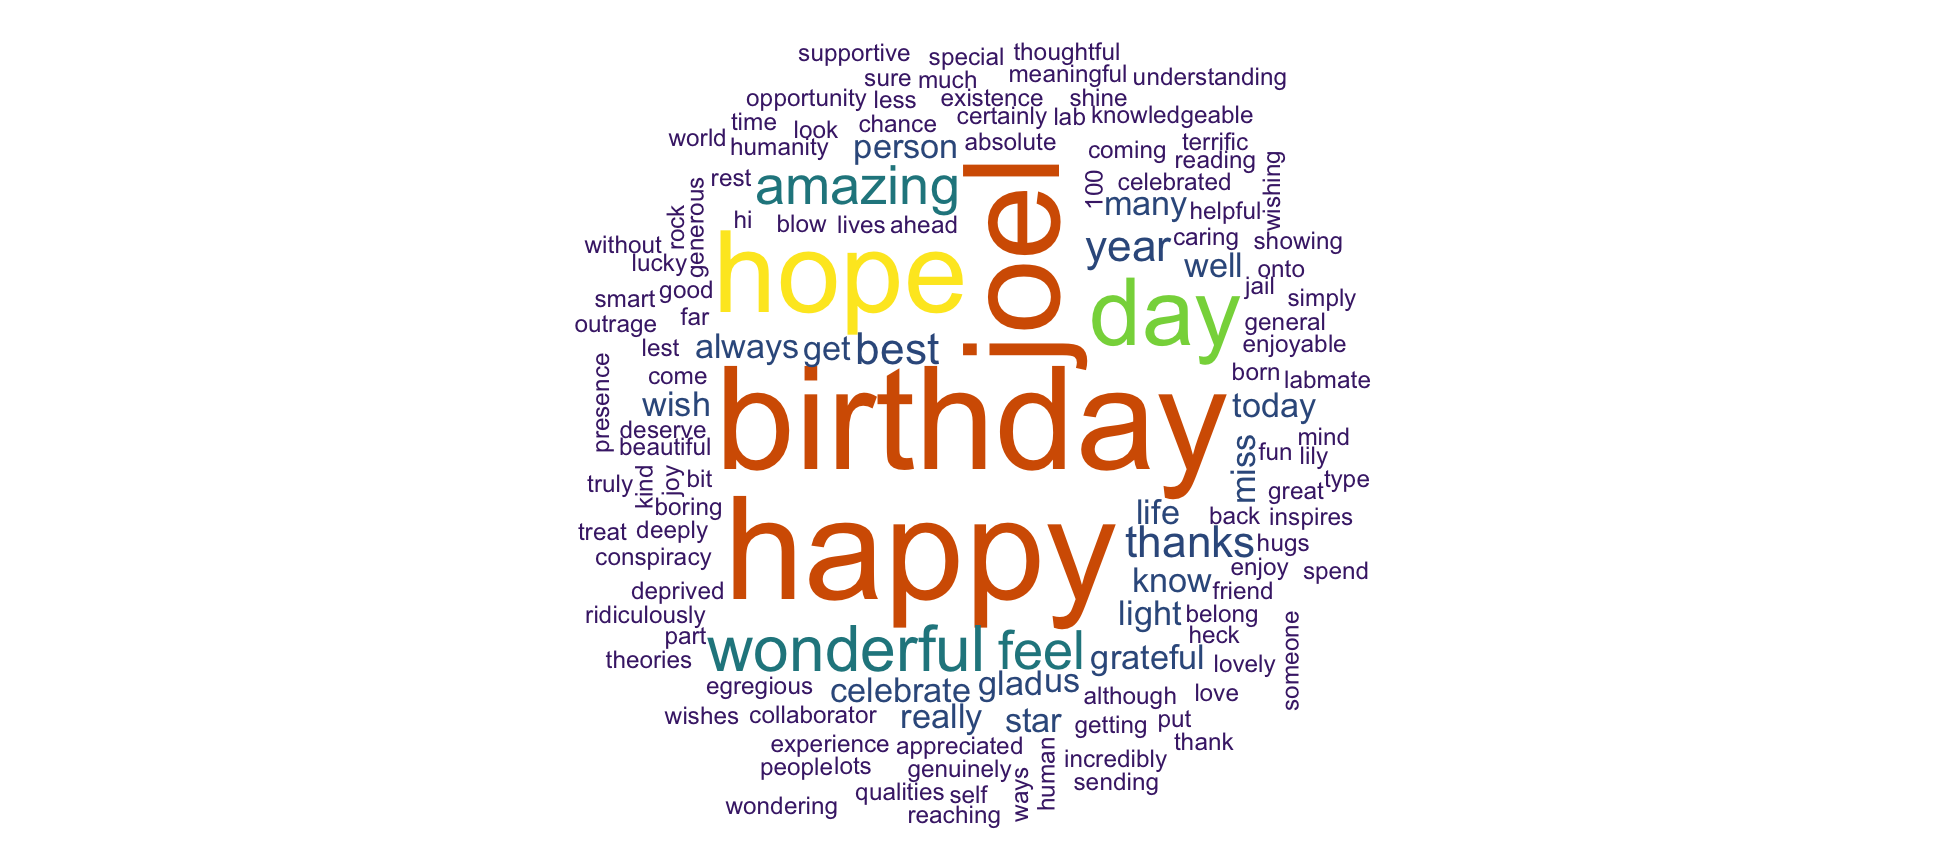 supportive special thoughtful
sure much meaningful understanding
opportunity less existence shine
time look chance certainly lab knowledgeable
world humanity person absolute
coming terrific
reading
rest amazing joel 100 celebrated wishing
generous rock many helpful
hi blow lives ahead
without hope year caring showing
lucky well onto
smart good day jail simply
outrage far general
lest always get best enjoyable
presence come born labmate
wish birthday today
deserve
beautiful miss mind
fun lily
truly kind joy bit great type
boring happy life back inspires
treat deeply thanks hugs
conspiracy enjoy spend
deprived know friend
ridiculously light belong
part wonderful feel heck someone
theories grateful lovely
egregious celebrate glad us although love
wishes collaborator really star getting put
experience appreciated human thank
people lots genuinely incredibly
qualities self ways sending
wondering reaching